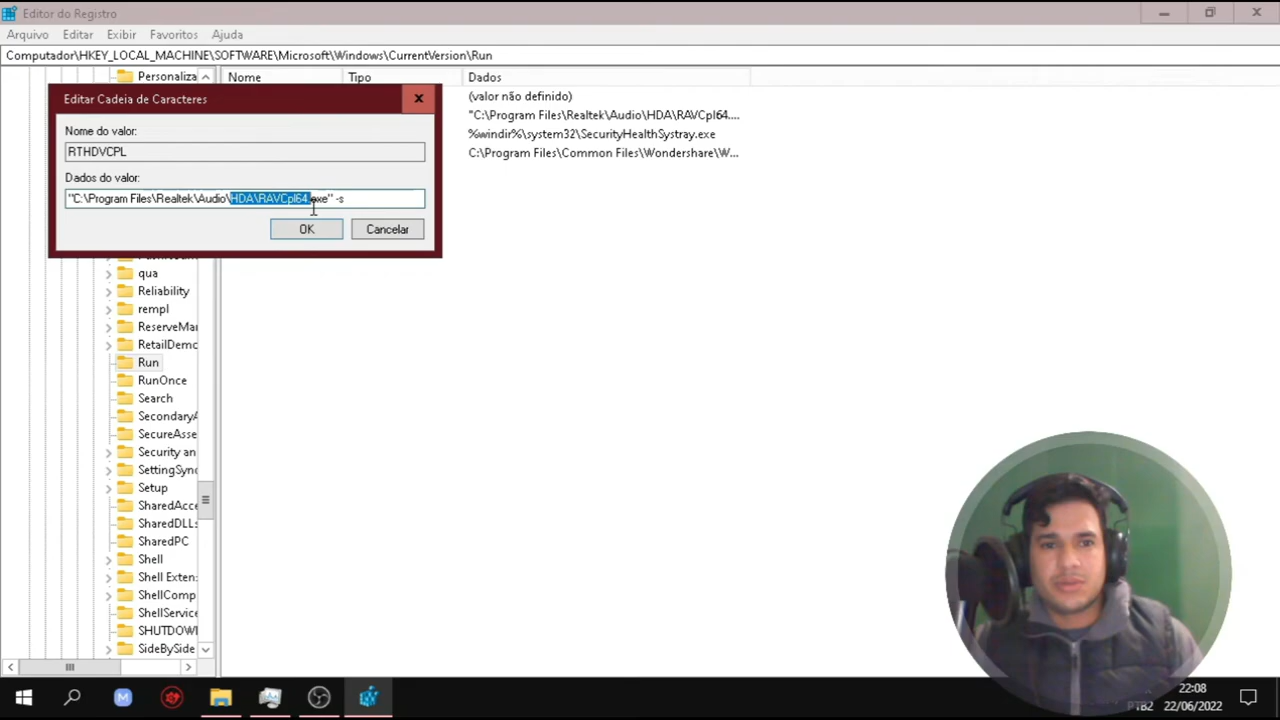 Editor do Registro
Arquivo Editar Exibir Favoritos Ajuda
Computador\HKEY_LOCAL_MACHINE\SOFTWARE\Microsoft\Windows\CurrentVersion\Run
Personaliza
Nome Tipo Dados
(valor não definido)
"C:\Program Files\Realtek\Audio\HDA\RAVCpl64....
%windir%\system32\SecurityHealthSystray.exe
C:\Program Files\Common Files\Wondershare\W...
Editar Cadeia de Caracteres
Nome do valor:
RTHDVCPL
Dados do valor:
"C:\Program Files\Realtek\Audio\HDA\RAVCpl64.exe" -s
OK Cancelar
qua
Reliability
rempl
ReserveMa
RetailDemo
Run
RunOnce
Search
SecondaryA
SecureAsse
Security an
SettingSync
Setup
SharedAcce
SharedDLLs
SharedPC
Shell
Shell Exten
ShellComp
ShellService
SHUTDOWN
SideBySide
22:08
PTB2 22/06/2022